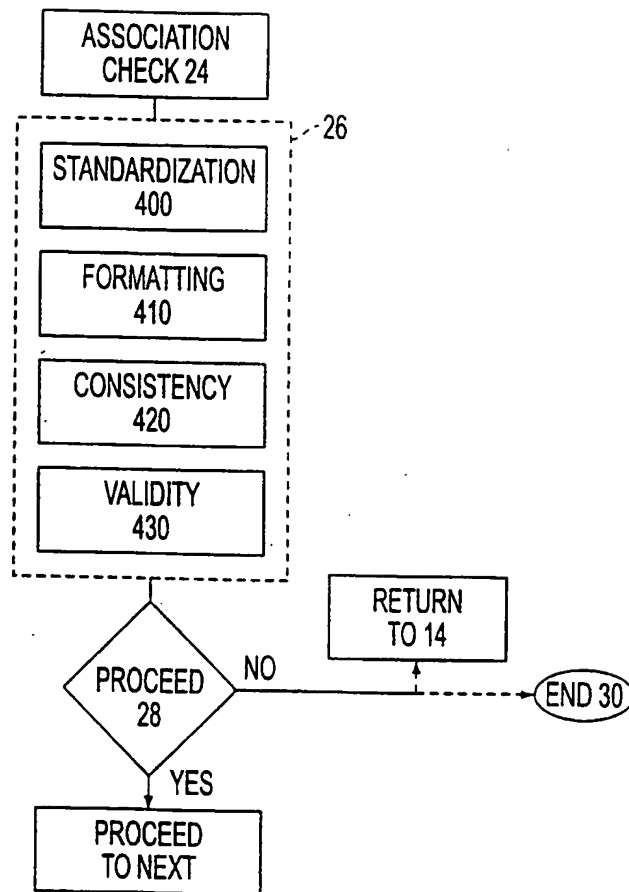 ASSOCIATION
CHECK 24
26
STANDARDIZATION
400
FORMATTING
410
CONSISTENCY
420
VALIDITY
430
RETURN
TO 14
PROCEED
28
NO
END 30
YES
PROCEED
TO NEXT